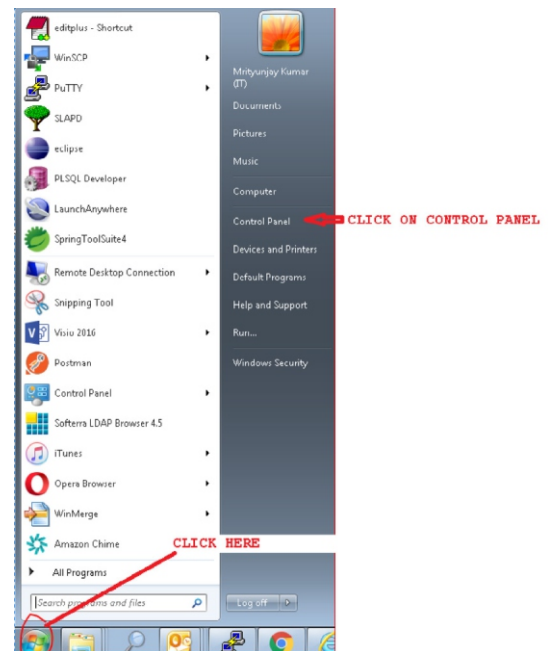 editplus - Shortcut
WinSCP
PuTTY
SLAPD
eclipse
PLSQL Developer
LaunchAnywhere
SpringToolSuite4
Remote Desktop Connection
Snipping Tool
Visio 2016
Postman
Control Panel
Softerra LDAP Browser 4.5
iTunes
Opera Browser
WinMerge
Amazon Chime
All Programs
Search programs and files
Mrityunjay Kumar
(IT)
Documents
Pictures
Music
Computer
Control Panel
CLICK ON CONTROL PANEL
Devices and Printers
Default Programs
Help and Support
Run...
Windows Security
CLICK HERE
Log off